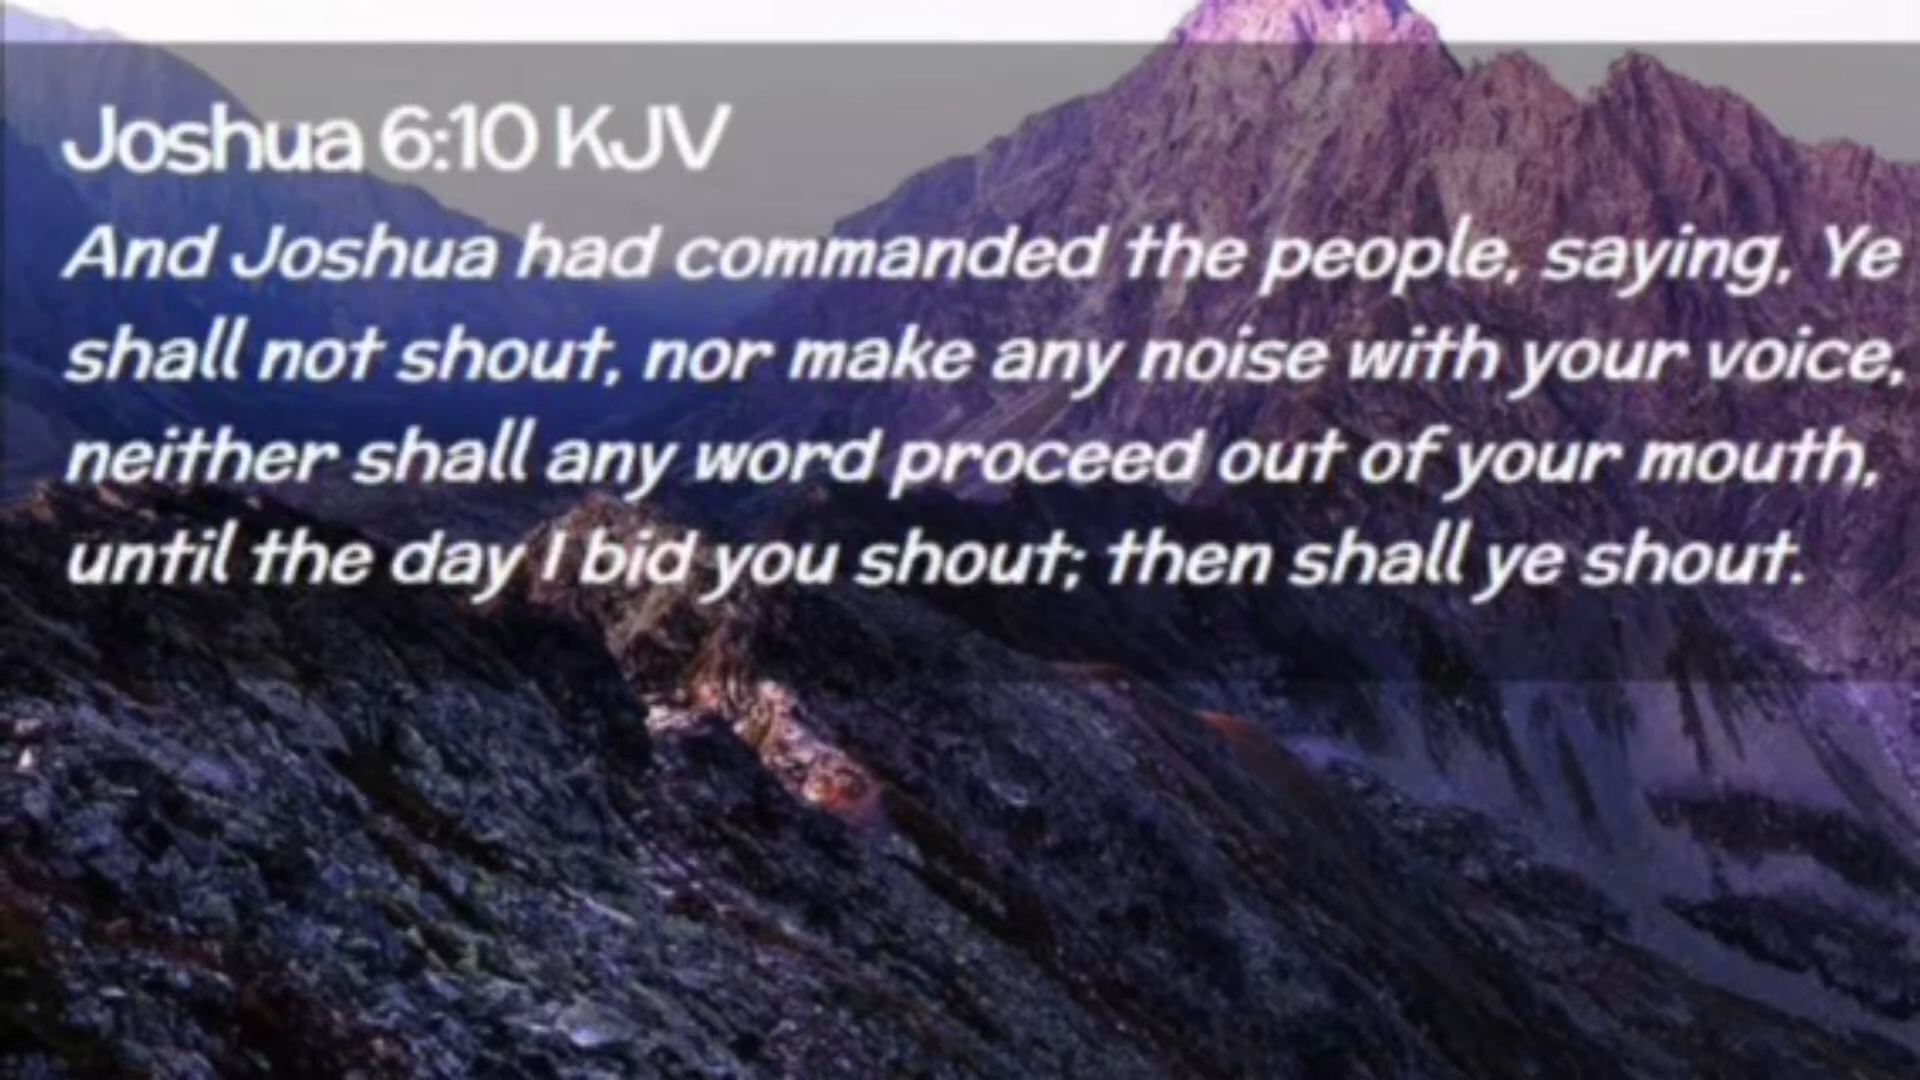 Joshua 6:10 KJV
And Joshua had commanded the people, saying, Ye
shall not shout, nor make any noise with your voice,
neither shall any word proceed out of your mouth,
until the day I bid you shout; then shall ye shout.